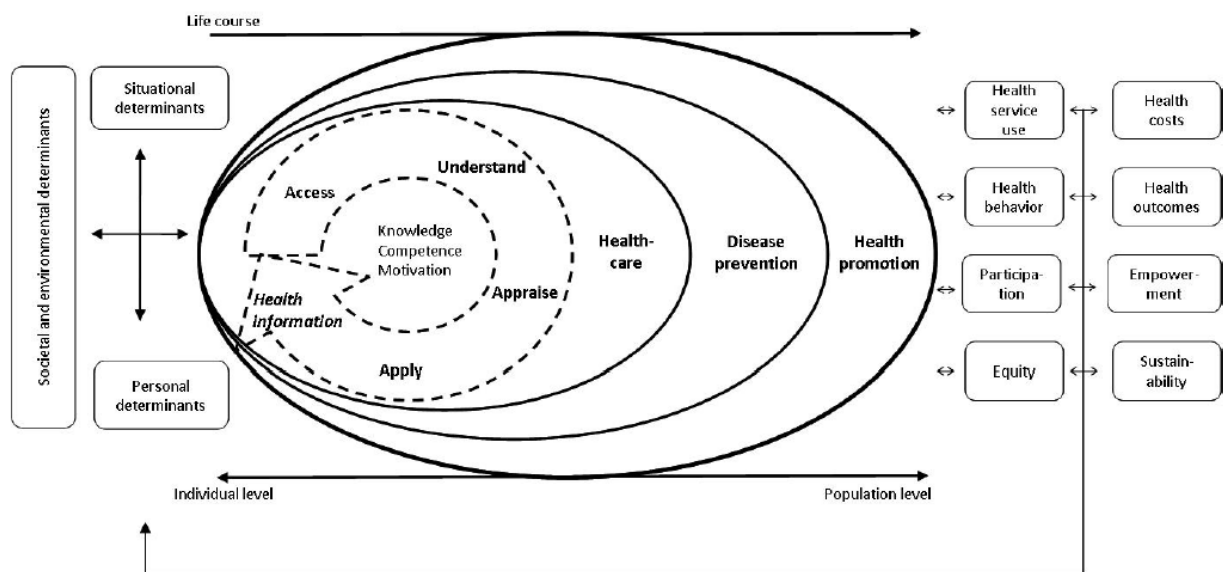 Life course
Societal and environmental determinants
Situational
determinants
Personal
determinants
Access
Understand
Knowledge
Competence
Motivation
Health
information
Appraise
Apply
Health-
care
Disease
prevention
Health
promotion
Individual level
Population level
Health
service
use
Health
costs
Health
behavior
Health
outcomes
Participa-
tion
Empower-
ment
Equity
Sustain-
ability